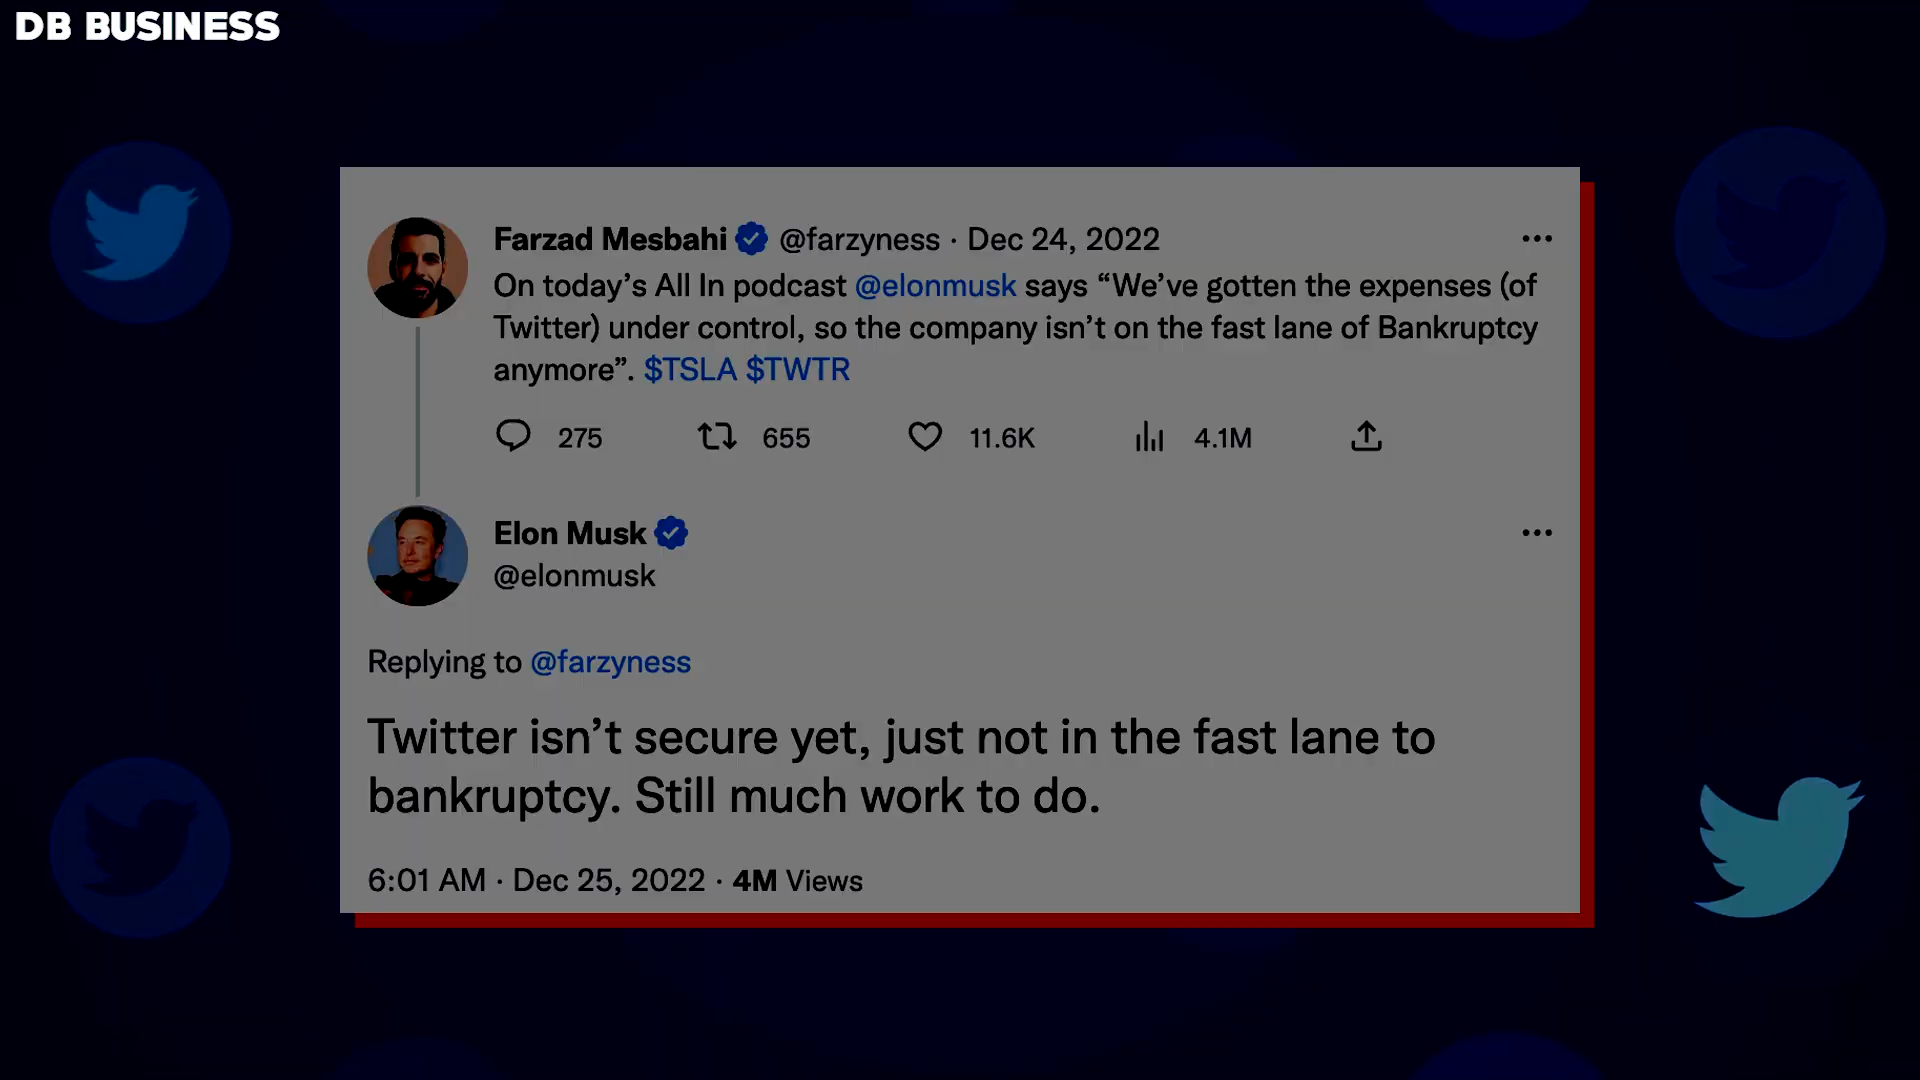 DB BUSINESS
Farzad Mesbahi @farzyness · Dec 24, 2022
On today’s All In podcast @elonmusk says “We’ve gotten the expenses (of
Twitter) under control, so the company isn’t on the fast lane of Bankruptcy
anymore”. $TSLA $TWTR
275 655 11.6K 4.1M
Elon Musk
@elonmusk
Replying to @farzyness
Twitter isn’t secure yet, just not in the fast lane to
bankruptcy. Still much work to do.
6:01 AM · Dec 25, 2022 · 4M Views